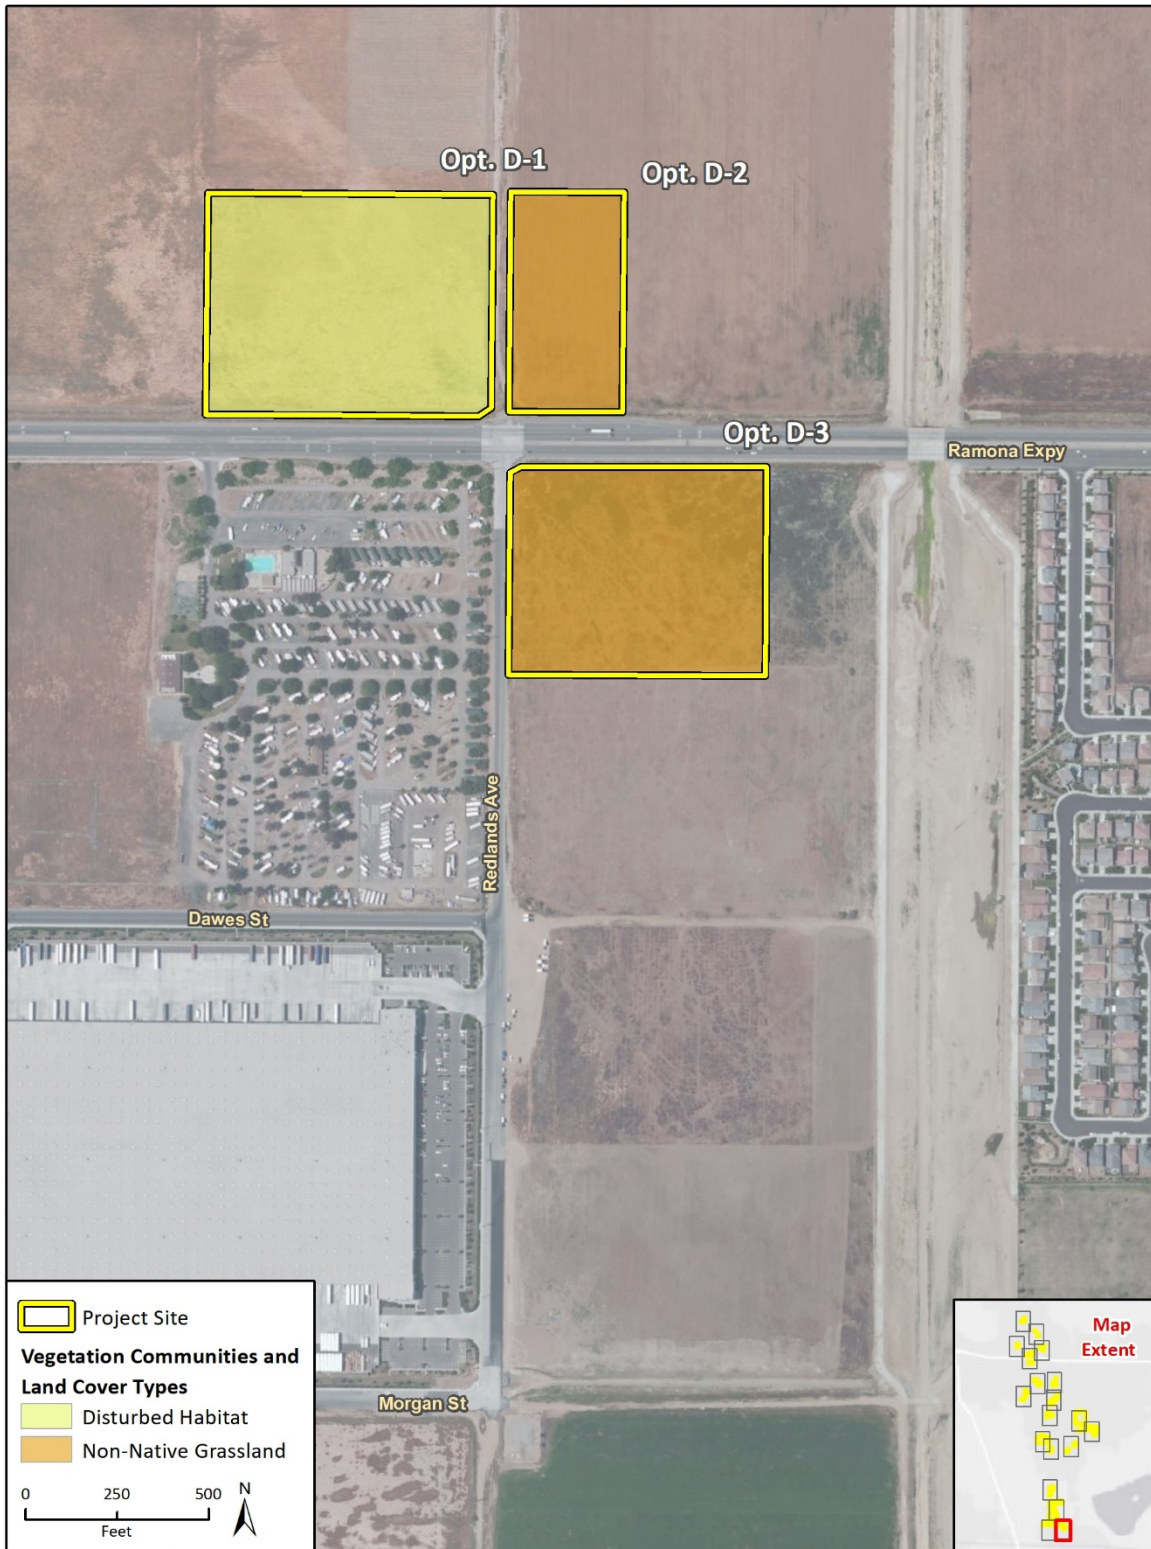 Opt. D-1
Opt. D-2
Opt. D-3
Ramona Expy
Redlands Ave
Dawes St
Morgan St
Project Site
Vegetation Communities and
Land Cover Types
Disturbed Habitat
Non-Native Grassland
0 250 500
Feet
N
Map
Extent